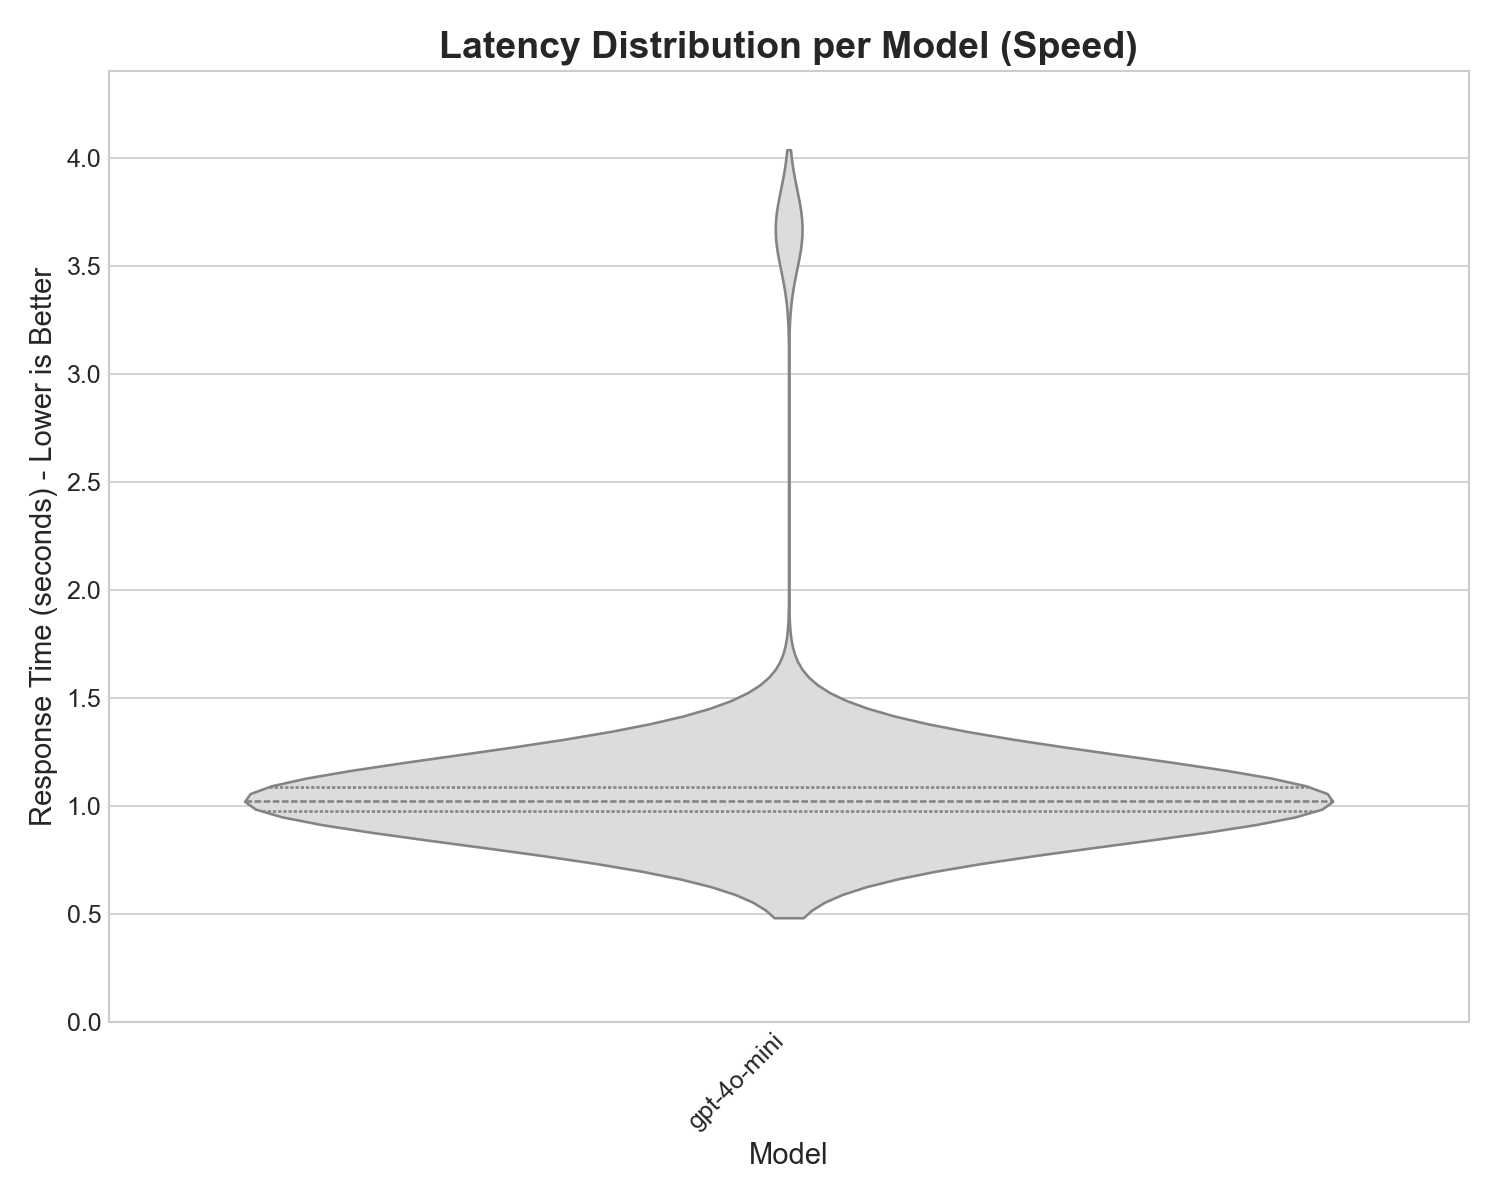 Latency Distribution per Model (Speed)
Response Time (seconds) - Lower is Better
4.0
3.5
3.0
2.5
2.0
1.5
1.0
0.5
0.0
gpt-4o-mini
Model